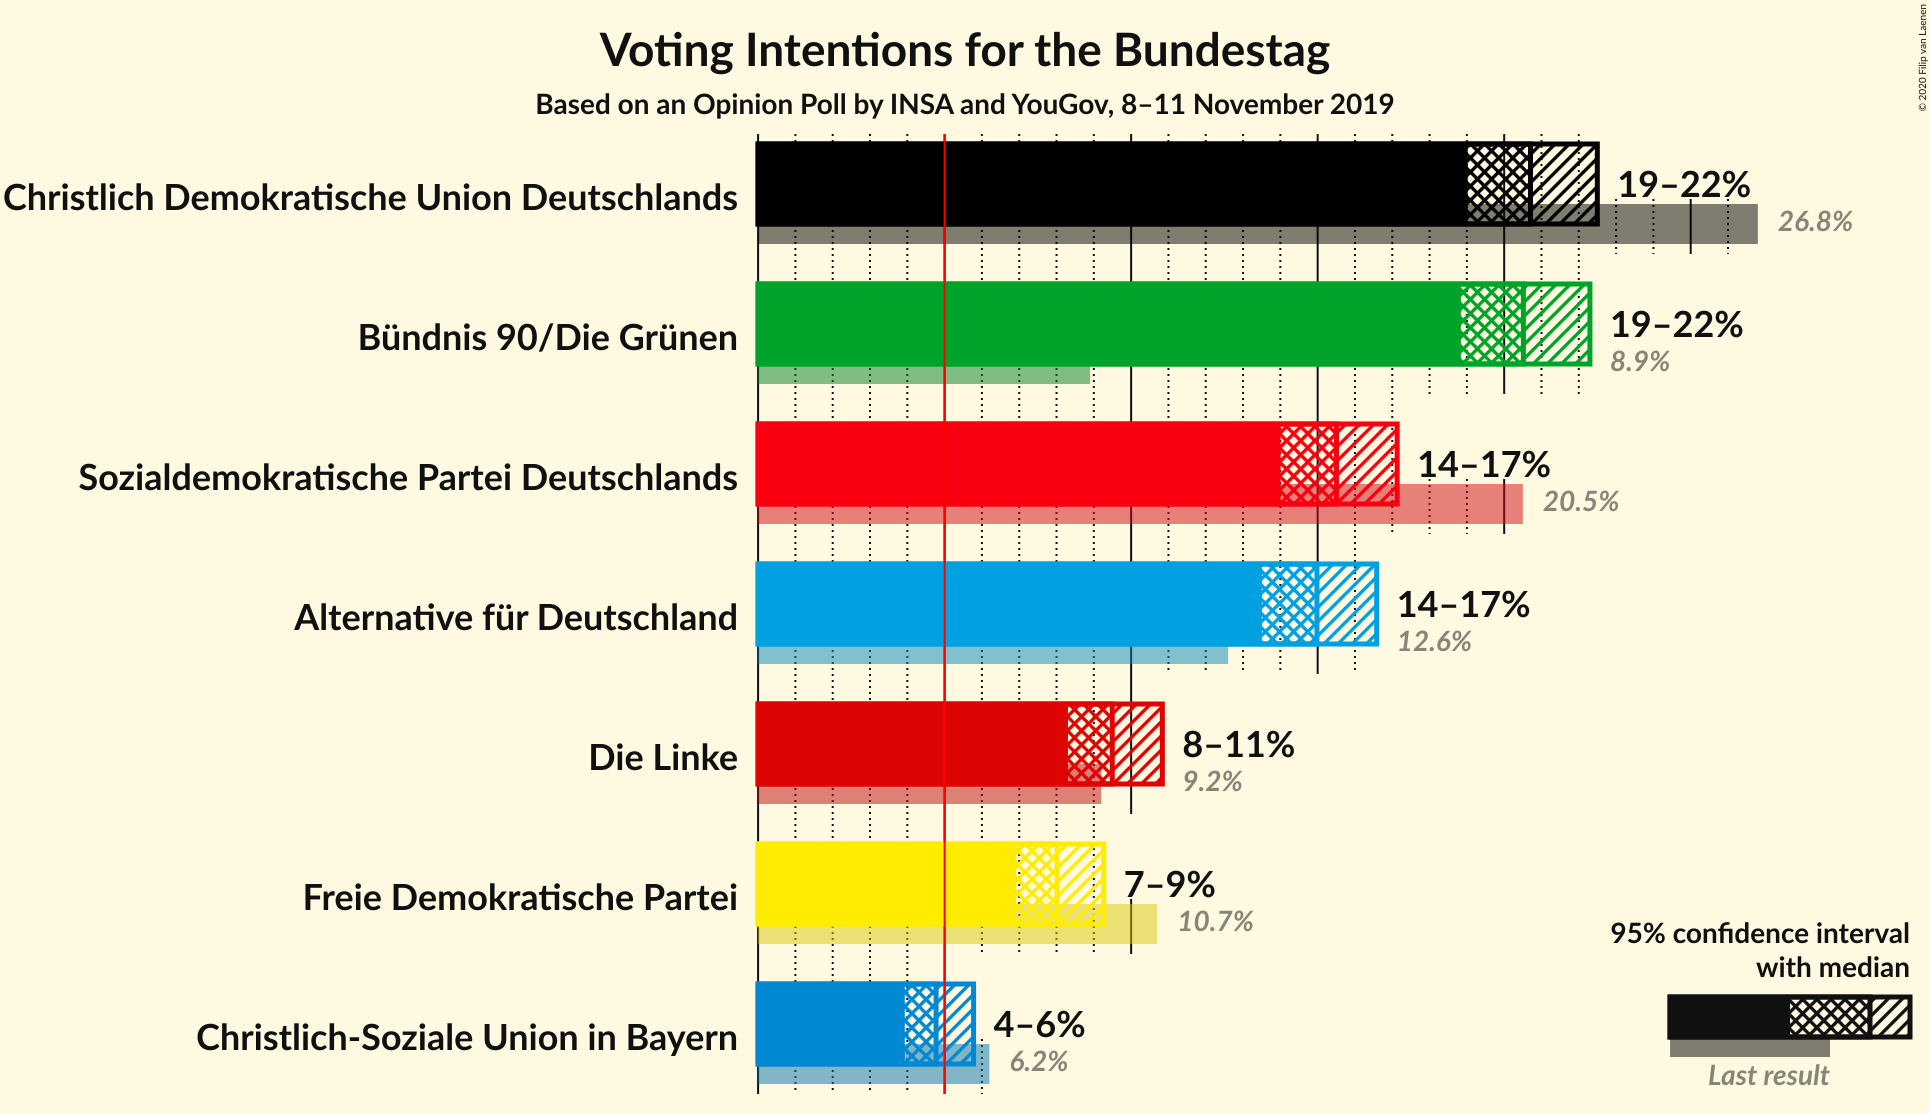 Voting Intentions for the Bundestag
Based on an Opinion Poll by INSA and YouGov, 8–11 November 2019
© 2020 Filip van Laenen
Christlich Demokratische Union Deutschlands
19–22%
26.8%
Bündnis 90/Die Grünen
19–22%
8.9%
Sozialdemokratische Partei Deutschlands
14–17%
20.5%
Alternative für Deutschland
14–17%
12.6%
Die Linke
8–11%
9.2%
Freie Demokratische Partei
7–9%
10.7%
Christlich-Soziale Union in Bayern
4–6%
6.2%
95% confidence interval
with median
Last result